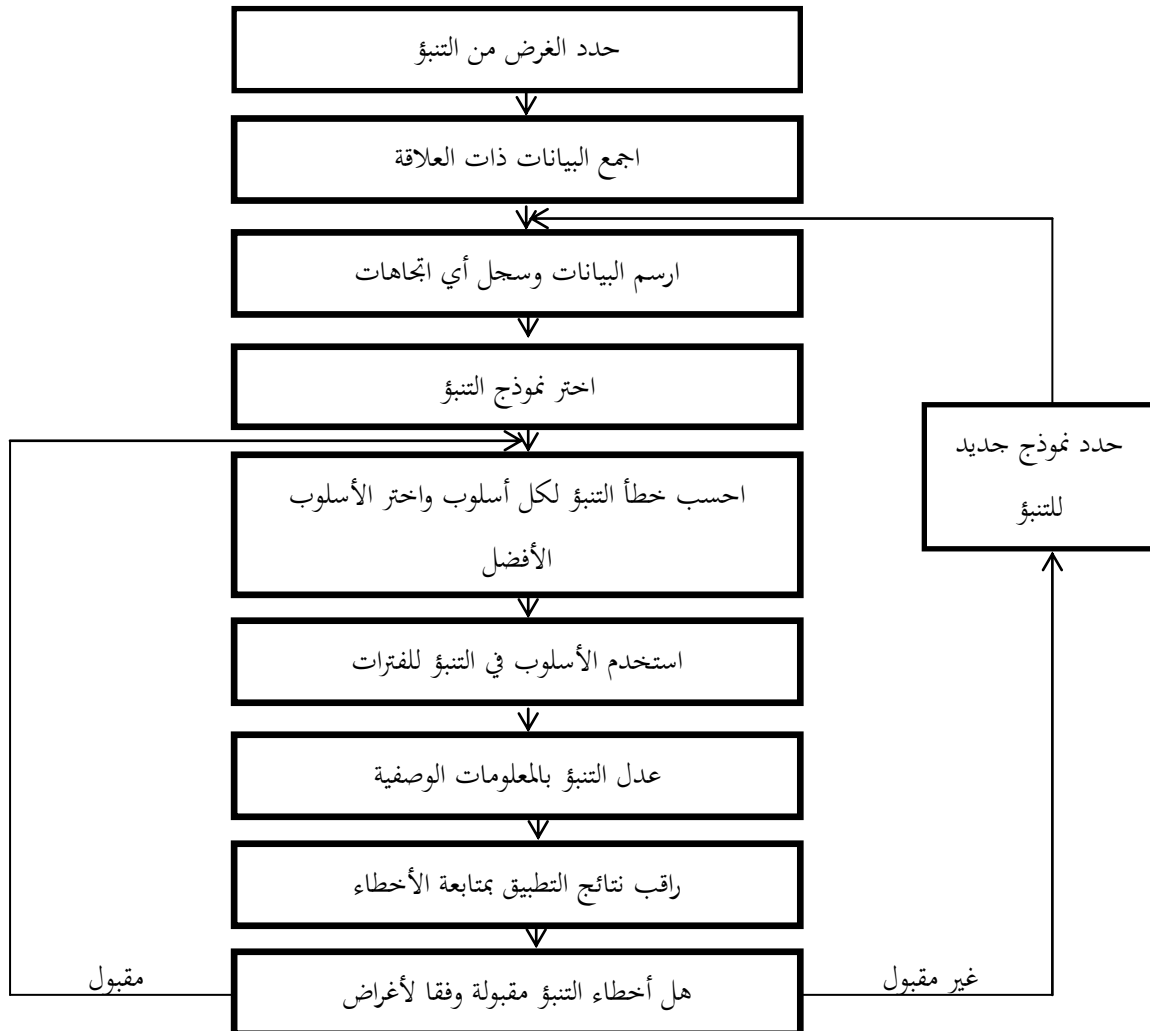 حدد الغرض من التنبؤ
اجمع البيانات ذات العلاقة
ارسم البيانات وسجل أي اتجاهات
اختر نموذج التنبؤ
حدد نموذج جديد
للتنبؤ
احسب خطأ التنبؤ لكل أسلوب واختر الأسلوب
الأفضل
استخدم الأسلوب في التنبؤ للفترات
عدل التنبؤ بالمعلومات الوصفية
راقب نتائج التطبيق بمتابعة الأخطاء
غير مقبول
هل أخطاء التنبؤ مقبولة وفقا لأغراض
مقبول